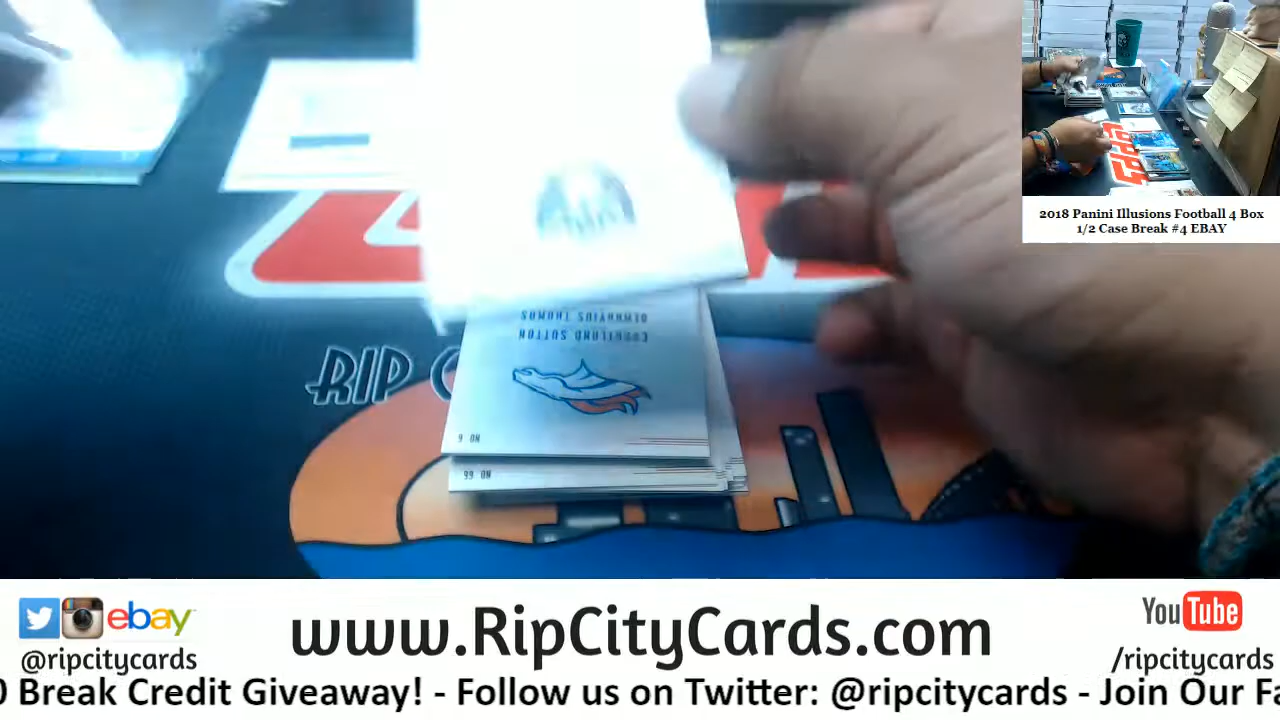 2018 Panini Illusions Football 4 Box
1/2 Case Break #4 EBAY
DEMARYIUS THOMAS
COURTLAND SUTTON
NO 6
NO 55
RIP C
ebay
@ripcitycards
www.RipCityCards.com
YouTube
/ripcitycards
0 Break Credit Giveaway! - Follow us on Twitter: @ripcitycards - Join Our Fa